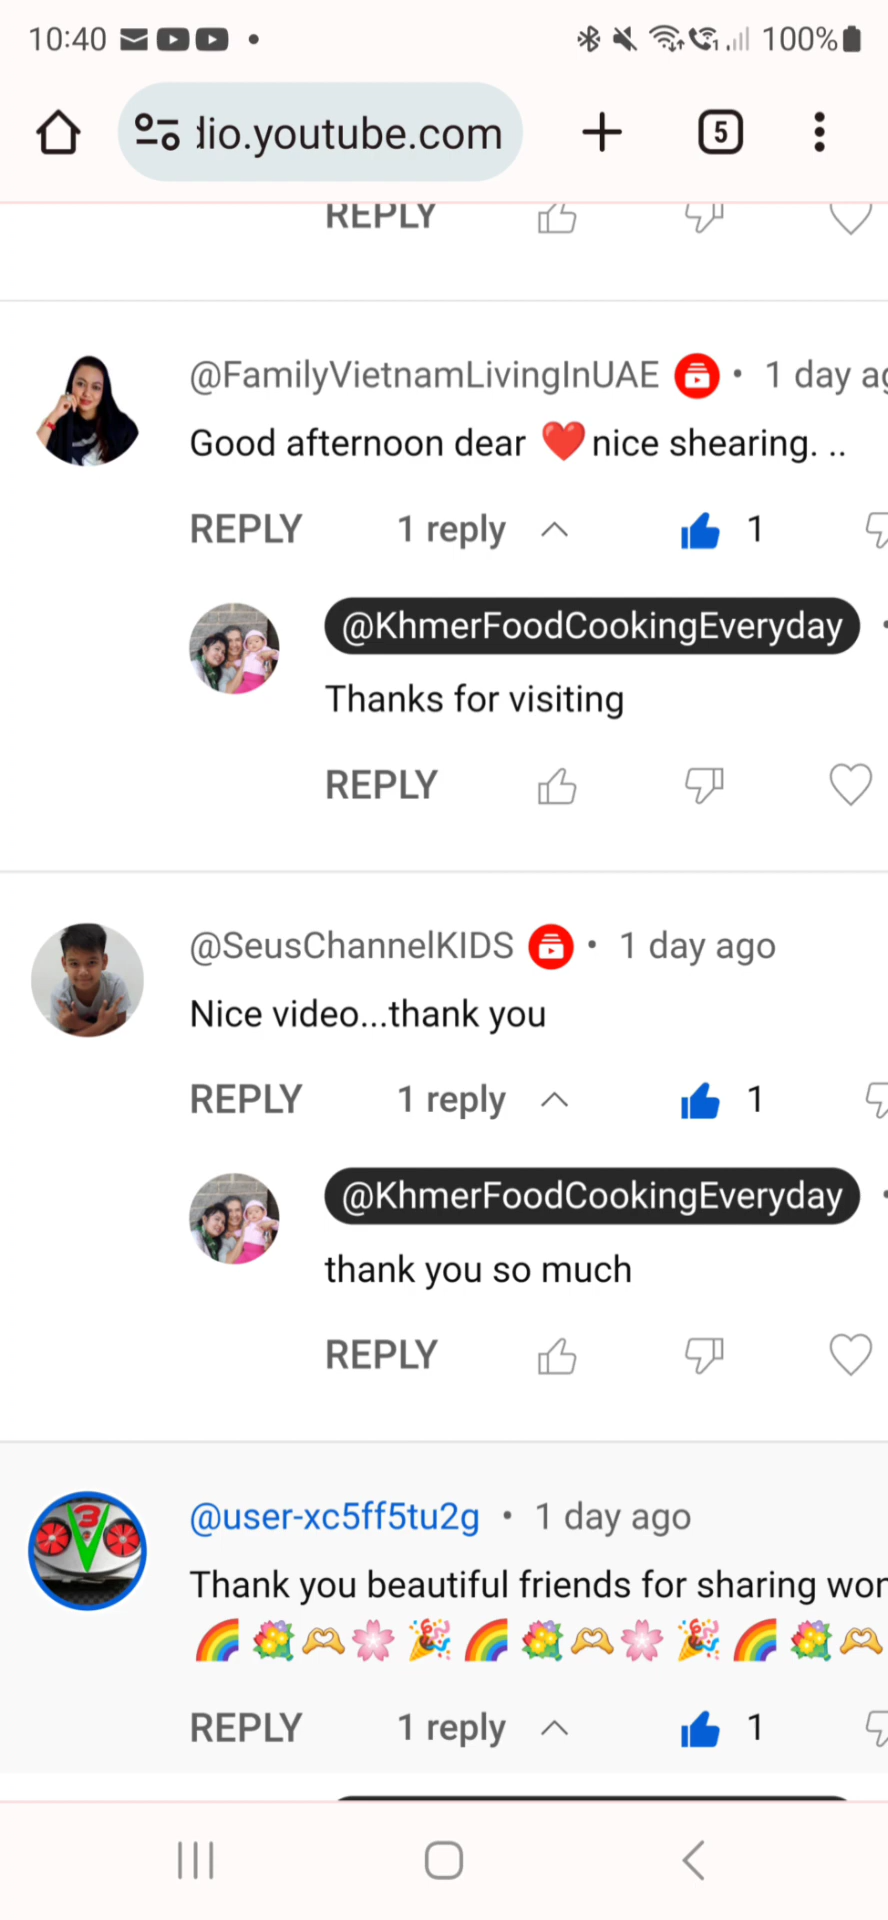 10:40
100%
dio.youtube.com
5
REPLY
@FamilyVietnamLivingInUAE • 1 day ag
Good afternoon dear ❤️nice shearing. ..
REPLY 1 reply 1
@KhmerFoodCookingEveryday
Thanks for visiting
REPLY
@SeusChannelKIDS • 1 day ago
Nice video...thank you
REPLY 1 reply 1
@KhmerFoodCookingEveryday
thank you so much
REPLY
3
V
@user-xc5ff5tu2g • 1 day ago
Thank you beautiful friends for sharing wor
🌈💐🫶🌸🎉🌈💐🫶🌸🎉🌈💐🫶
REPLY 1 reply 1